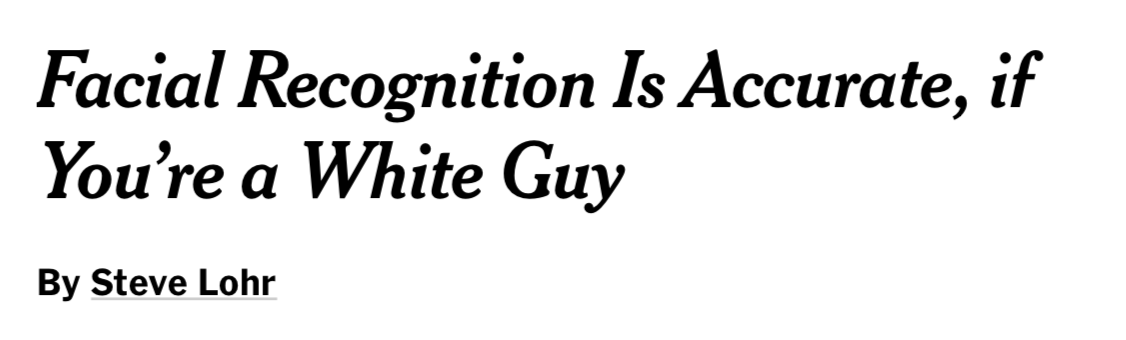 Facial Recognition Is Accurate, if
You’re a White Guy
By Steve Lohr